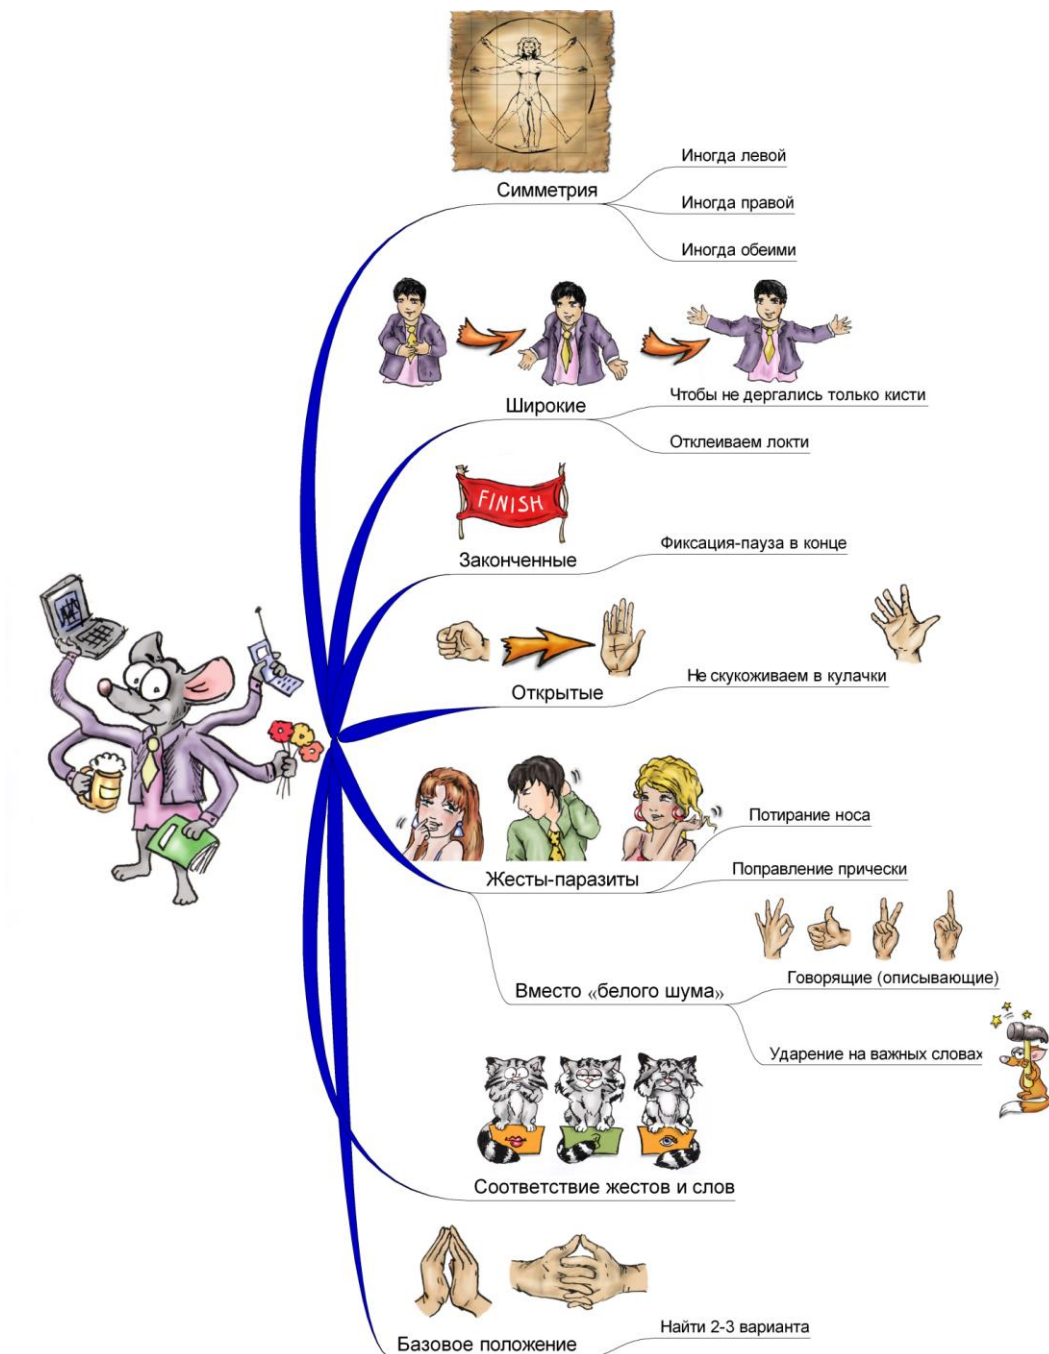 Симметрия
Иногда левой
Иногда правой
Иногда обеими
Широкие
Чтобы не дергались только кисти
Отклеиваем локти
FINISH
Законченные
Фиксация-пауза в конце
Открытые
Не скукоживаем в кулачки
Жесты-паразиты
Потирание носа
Поправление прически
Вместо «белого шума»
Говорящие (описывающие)
Ударение на важных словах
Соответствие жестов и слов
Базовое положение
Найти 2-3 варианта